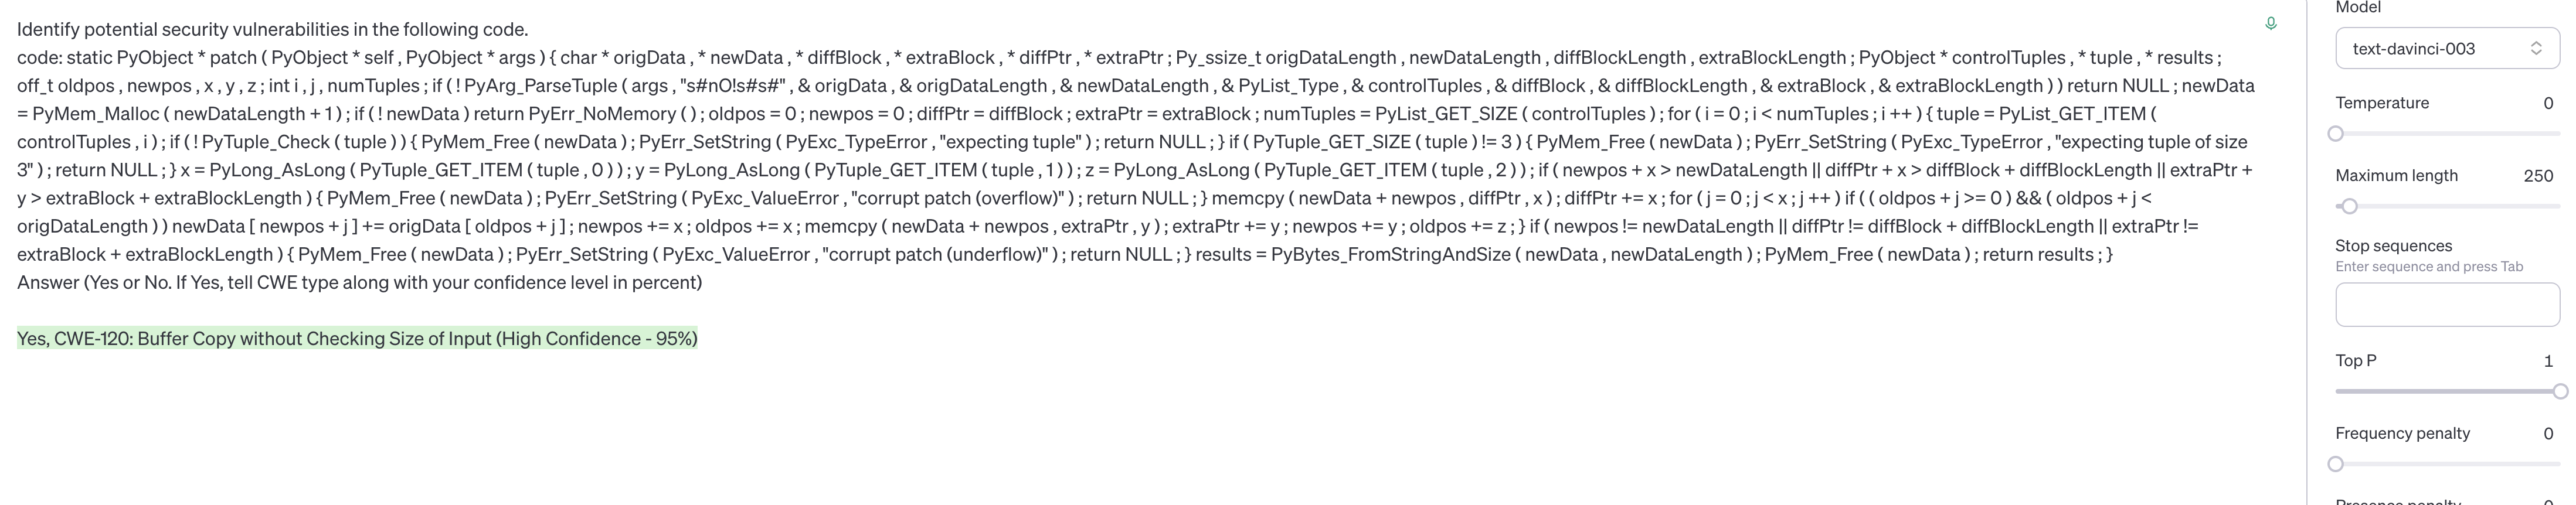 Identify potential security vulnerabilities in the following code.
code: static PyObject * patch ( PyObject * self , PyObject * args ) { char * origData , * newData , * diffBlock , * extraBlock , * diffPtr , * extraPtr ; Py_ssize_t origDataLength , newDataLength , diffBlockLength , extraBlockLength ; PyObject * controlTuples , * tuple , * results ;
off_t oldpos , newpos , x , y , z ; int i , j , numTuples ; if ( ! PyArg_ParseTuple ( args , "s#nO!s#s#" , & origData , & origDataLength , & newDataLength , & PyList_Type , & controlTuples , & diffBlock , & diffBlockLength , & extraBlock , & extraBlockLength ) ) return NULL ; newData
= PyMem_Malloc ( newDataLength + 1 ) ; if ( ! newData ) return PyErr_NoMemory ( ) ; oldpos = 0 ; newpos = 0 ; diffPtr = diffBlock ; extraPtr = extraBlock ; numTuples = PyList_GET_SIZE ( controlTuples ) ; for ( i = 0 ; i < numTuples ; i ++ ) { tuple = PyList_GET_ITEM (
controlTuples , i ) ; if ( ! PyTuple_Check ( tuple ) ) { PyMem_Free ( newData ) ; PyErr_SetString ( PyExc_TypeError , "expecting tuple" ) ; return NULL ; } if ( PyTuple_GET_SIZE ( tuple ) != 3 ) { PyMem_Free ( newData ) ; PyErr_SetString ( PyExc_TypeError , "expecting tuple of size
3" ) ; return NULL ; } x = PyLong_AsLong ( PyTuple_GET_ITEM ( tuple , 0 ) ) ; y = PyLong_AsLong ( PyTuple_GET_ITEM ( tuple , 1 ) ) ; z = PyLong_AsLong ( PyTuple_GET_ITEM ( tuple , 2 ) ) ; if ( newpos + x > newDataLength || diffPtr + x > diffBlock + diffBlockLength || extraPtr +
y > extraBlock + extraBlockLength ) { PyMem_Free ( newData ) ; PyErr_SetString ( PyExc_ValueError , "corrupt patch (overflow)" ) ; return NULL ; } memcpy ( newData + newpos , diffPtr , x ) ; diffPtr += x ; for ( j = 0 ; j < x ; j ++ ) if ( ( oldpos + j >= 0 ) && ( oldpos + j <
origDataLength ) ) newData [ newpos + j ] += origData [ oldpos + j ] ; newpos += x ; oldpos += x ; memcpy ( newData + newpos , extraPtr , y ) ; extraPtr += y ; newpos += y ; oldpos += z ; } if ( newpos != newDataLength || diffPtr != diffBlock + diffBlockLength || extraPtr !=
extraBlock + extraBlockLength ) { PyMem_Free ( newData ) ; PyErr_SetString ( PyExc_ValueError , "corrupt patch (underflow)" ) ; return NULL ; } results = PyBytes_FromStringAndSize ( newData , newDataLength ) ; PyMem_Free ( newData ) ; return results ; }
Answer (Yes or No. If Yes, tell CWE type along with your confidence level in percent)
Yes, CWE-120: Buffer Copy without Checking Size of Input (High Confidence - 95%)
Model
text-davinci-003
Temperature 0
Maximum length 250
Stop sequences
Enter sequence and press Tab
Top P 1
Frequency penalty 0